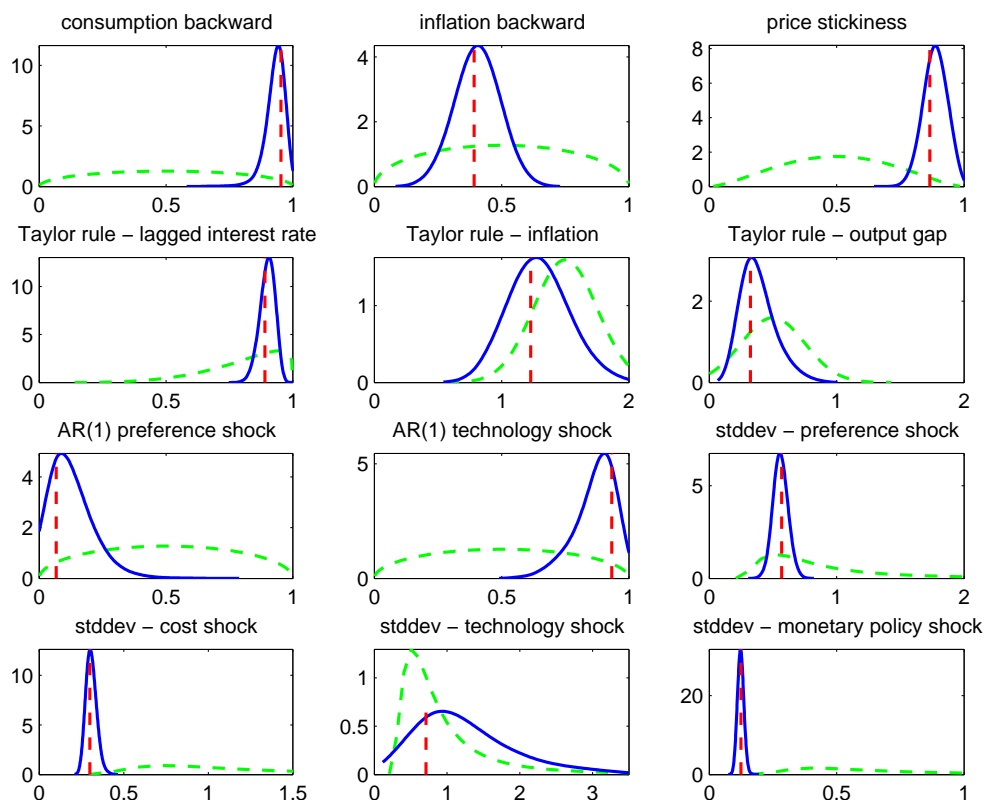 consumption backward
inflation backward
price stickiness
10
5
0
0 0.5 1
4
2
0
0 0.5 1
8
6
4
2
0
0 0.5 1
Taylor rule − lagged interest rate
Taylor rule − inflation
Taylor rule − output gap
10
5
0
0 0.5 1
1
0
1 2
2
0
0 1 2
AR(1) preference shock
AR(1) technology shock
stddev − preference shock
4
2
0
0 0.5 1
5
0
0 0.5 1
5
0
0 1 2
stddev − cost shock
stddev − technology shock
stddev − monetary policy shock
10
5
0
0 0.5 1 1.5
1
0.5
0
0 1 2 3
20
0
0 0.5 1